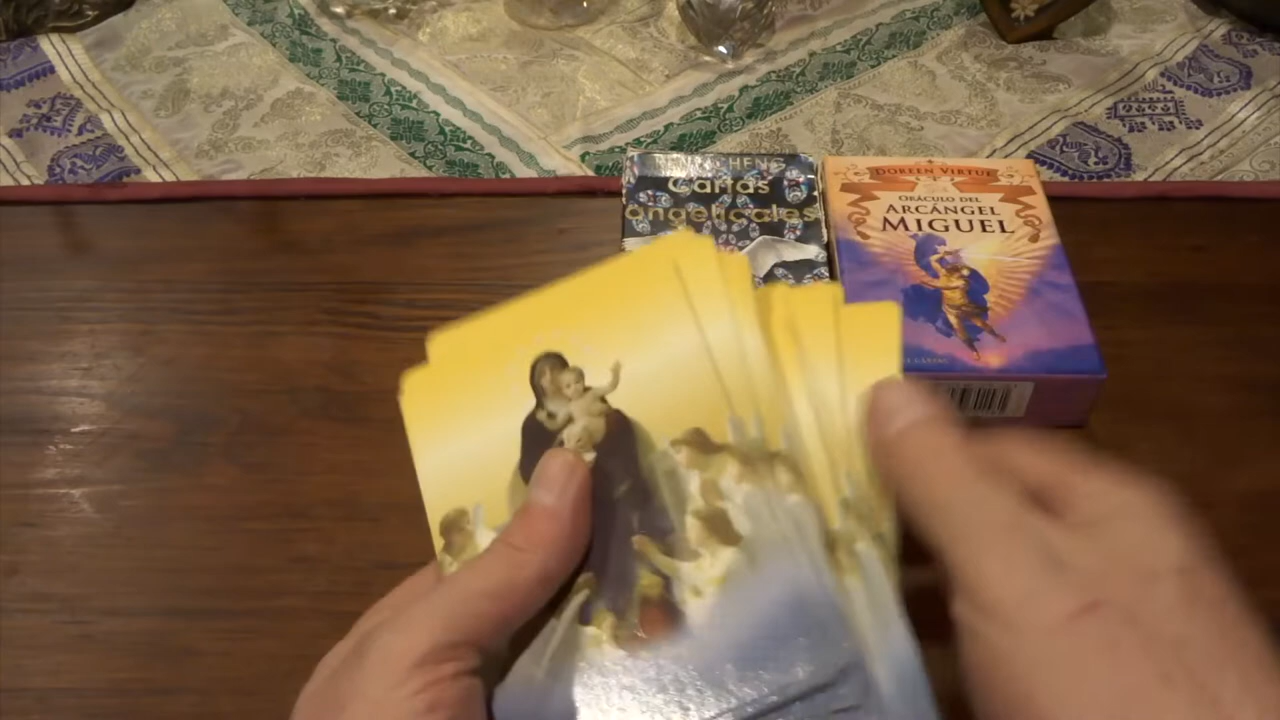 Cartas
angelicales
DOREEN VIRTUE
ORÁCULO DEL
ARCÁNGEL
MIGUEL